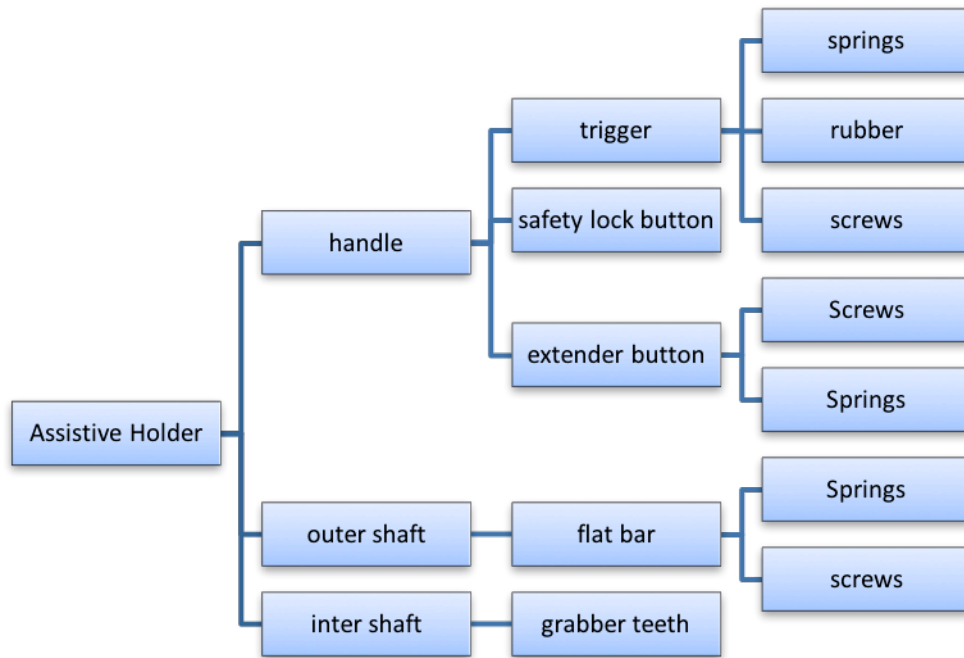 springs
trigger
rubber
safety lock button
screws
handle
Screws
extender button
Springs
Assistive Holder
Springs
outer shaft
flat bar
screws
inter shaft
grabber teeth